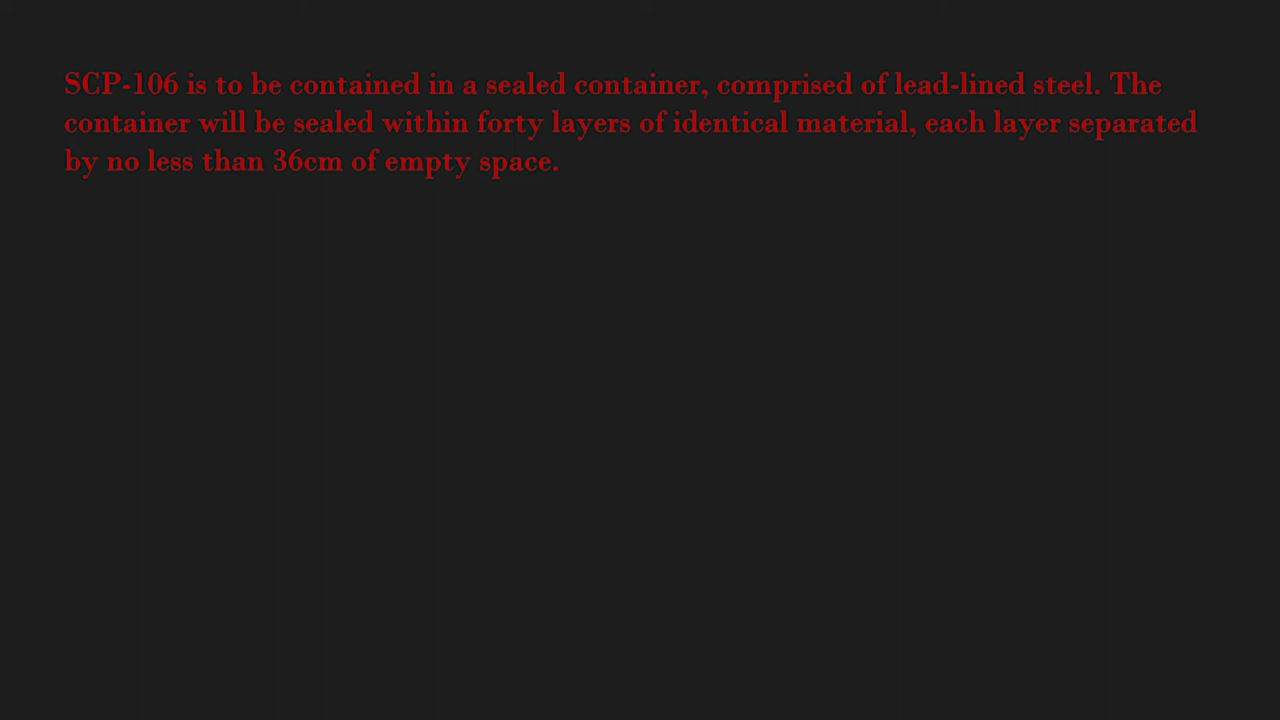 SCP-106 is to be contained in a sealed container, comprised of lead-lined steel. The
container will be sealed within forty layers of identical material, each layer separated
by no less than 36cm of empty space.